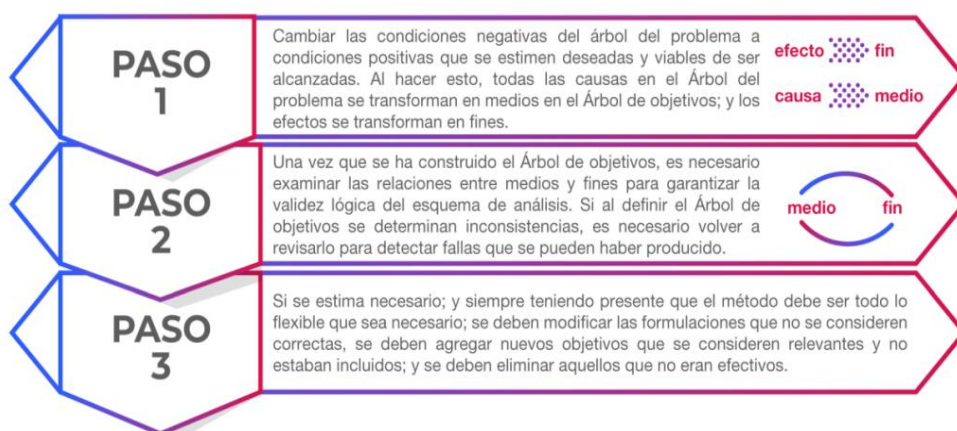 PASO
1
Cambiar las condiciones negativas del árbol del problema a
condiciones positivas que se estimen deseadas y viables de ser
alcanzadas. Al hacer esto, todas las causas en el Árbol del
problema se transforman en medios en el Árbol de objetivos; y los
efectos se transforman en fines.
efecto fin
causa medio
PASO
2
Una vez que se ha construido el Árbol de objetivos, es necesario
examinar las relaciones entre medios y fines para garantizar la
validez lógica del esquema de análisis. Si al definir el Árbol de
objetivos se determinan inconsistencias, es necesario volver a
revisarlo para detectar fallas que se pueden haber producido.
medio fin
PASO
3
Si se estima necesario; y siempre teniendo presente que el método debe ser todo lo
flexible que sea necesario; se deben modificar las formulaciones que no se consideren
correctas, se deben agregar nuevos objetivos que se consideren relevantes y no
estaban incluidos; y se deben eliminar aquellos que no eran efectivos.